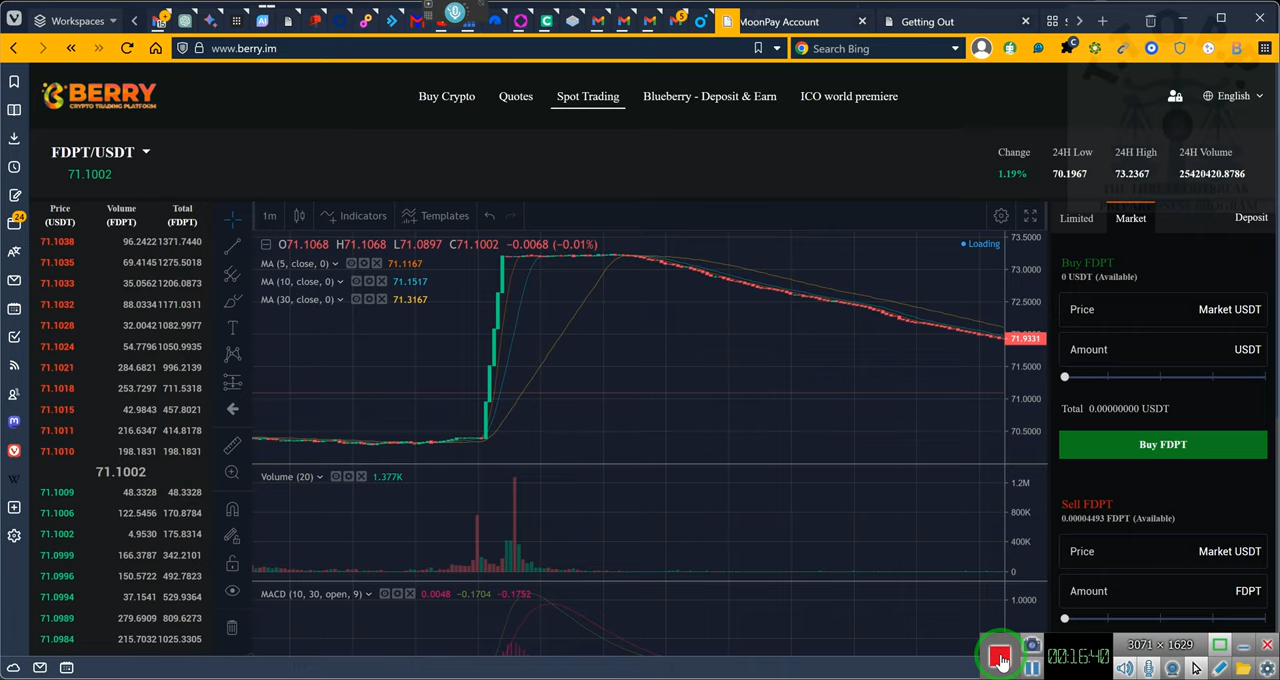 Workspaces
MoonPay Account
Getting Out
www.berry.im
Search Bing
BERRY
CRYPTO TRADING PLATFORM
Buy Crypto
Quotes
Spot Trading
Blueberry - Deposit & Earn
ICO world premiere
English
FDPT/USDT
71.1002
Change
1.19%
24H Low
70.1967
24H High
73.2367
24H Volume
25420420.8786
Price (USDT) Volume (FDPT) Total (FDPT)
71.1038 96.2422 1371.7440
71.1035 69.4145 1275.5018
71.1033 35.0562 1206.0873
71.1032 88.0334 1171.0311
71.1028 32.0042 1082.9977
71.1024 54.7796 1050.9935
71.1021 284.6821 996.2139
71.1018 253.7297 711.5318
71.1015 42.9843 457.8021
71.1011 216.6347 414.8178
71.1010 198.1831 198.1831
71.1002
71.1009 48.3328 48.3328
71.1006 122.5456 170.8784
71.1002 4.9530 175.8314
71.0999 166.3787 342.2101
71.0996 150.5722 492.7823
71.0994 37.1541 529.9364
71.0989 279.6909 809.6273
71.0984 215.7032 1025.3305
1m
Indicators
Templates
O71.1068 H71.1068 L71.0897 C71.1002 −0.0068 (−0.01%)
Loading
MA (5, close, 0) 71.1167
MA (10, close, 0) 71.1517
MA (30, close, 0) 71.3167
73.5000
73.0000
72.5000
71.9331
71.5000
71.0000
70.5000
Volume (20) 1.377K
1.2M
800K
400K
0
MACD (10, 30, open, 9) 0.0048 −0.1704 −0.1752
1.0000
Limited
Market
Deposit
Buy FDPT
0 USDT (Available)
Price Market USDT
Amount USDT
Total 0.00000000 USDT
Buy FDPT
Sell FDPT
0.00004493 FDPT (Available)
Price Market USDT
Amount FDPT
3071 × 1629
00:16:40